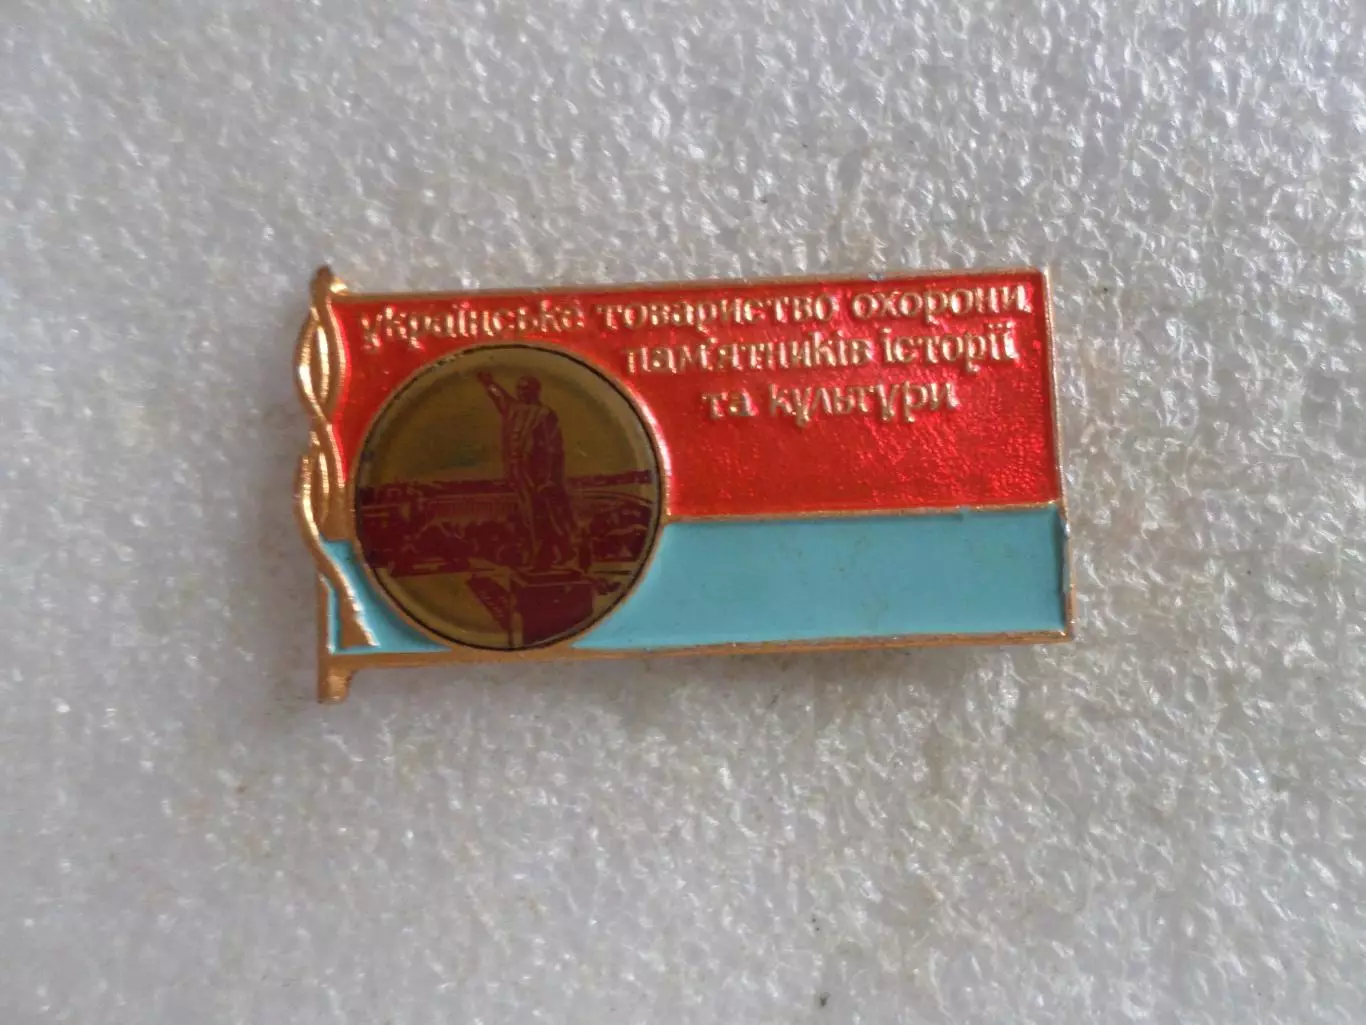 українське товариство охорони
пам'ятників історії
та культури